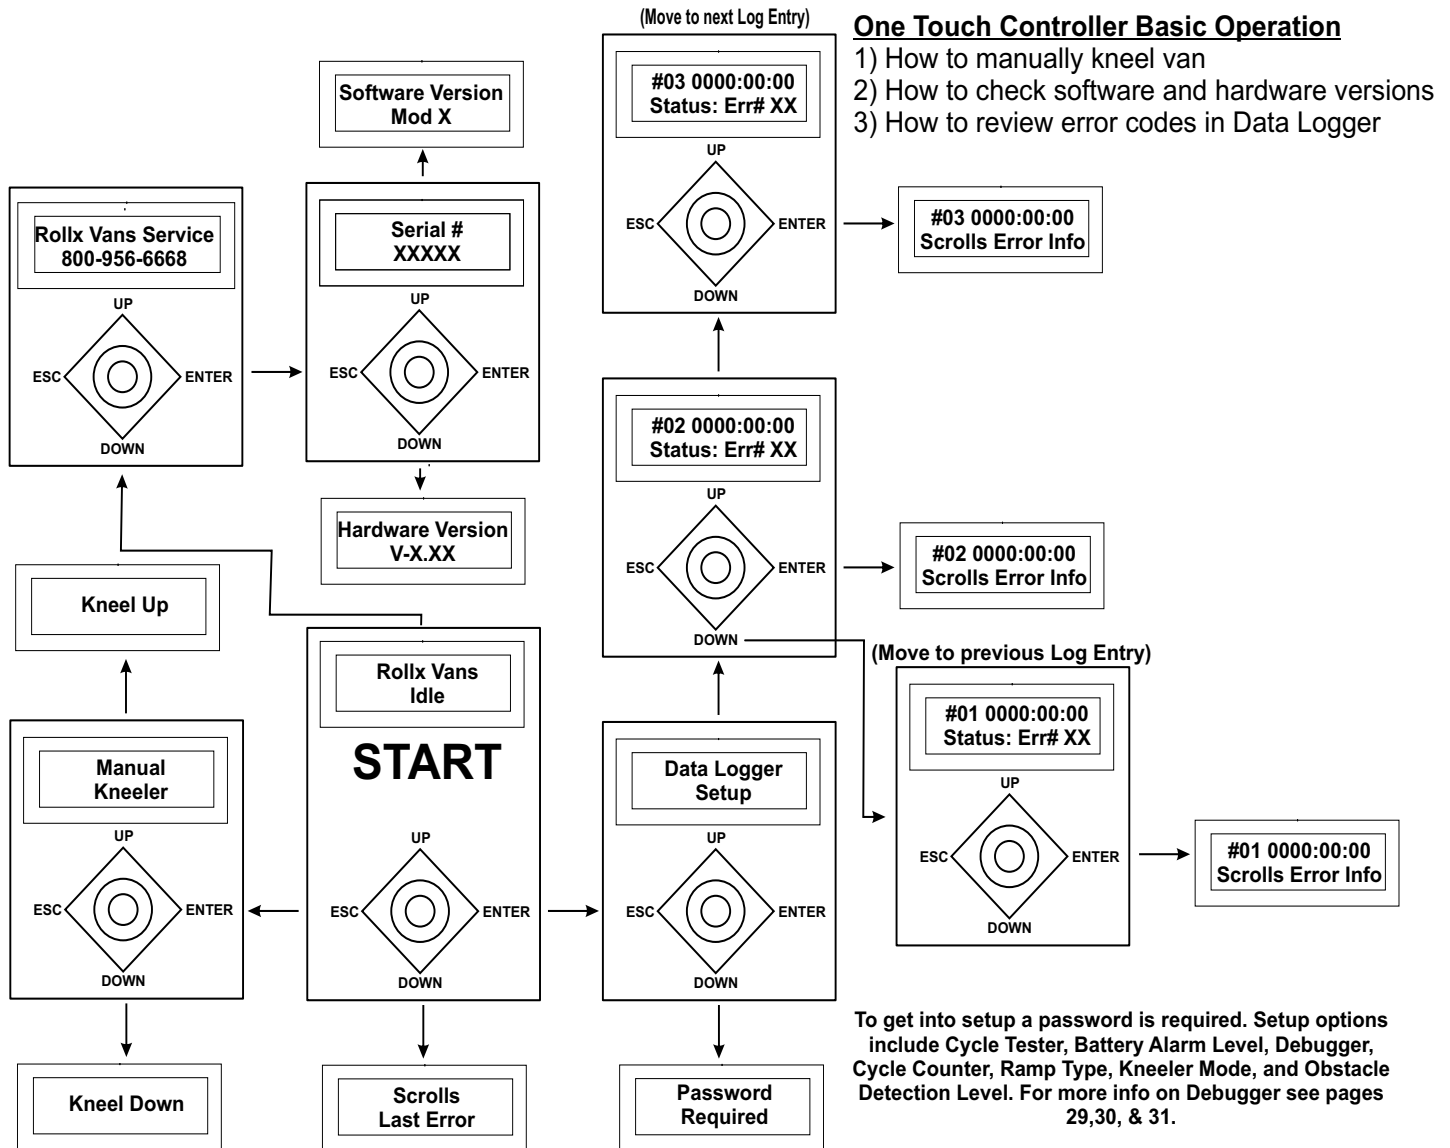 One Touch Controller Basic Operation
1) How to manually kneel van
2) How to check software and hardware versions
3) How to review error codes in Data Logger
(Move to next Log Entry)
#03 0000:00:00
Status: Err# XX
UP
ESC
ENTER
DOWN
#03 0000:00:00
Scrolls Error Info
Software Version
Mod X
Rollx Vans Service
800-956-6668
UP
ESC
ENTER
DOWN
Serial #
XXXXX
UP
ESC
ENTER
DOWN
Hardware Version
V-X.XX
#02 0000:00:00
Status: Err# XX
UP
ESC
ENTER
DOWN
#02 0000:00:00
Scrolls Error Info
(Move to previous Log Entry)
#01 0000:00:00
Status: Err# XX
UP
ESC
ENTER
DOWN
#01 0000:00:00
Scrolls Error Info
Kneel Up
Manual
Kneeler
UP
ESC
ENTER
DOWN
Kneel Down
Rollx Vans
Idle
START
UP
ESC
ENTER
DOWN
Scrolls
Last Error
Data Logger
Setup
UP
ESC
ENTER
DOWN
Password
Required
To get into setup a password is required. Setup options
include Cycle Tester, Battery Alarm Level, Debugger,
Cycle Counter, Ramp Type, Kneeler Mode, and Obstacle
Detection Level. For more info on Debugger see pages
29,30, & 31.